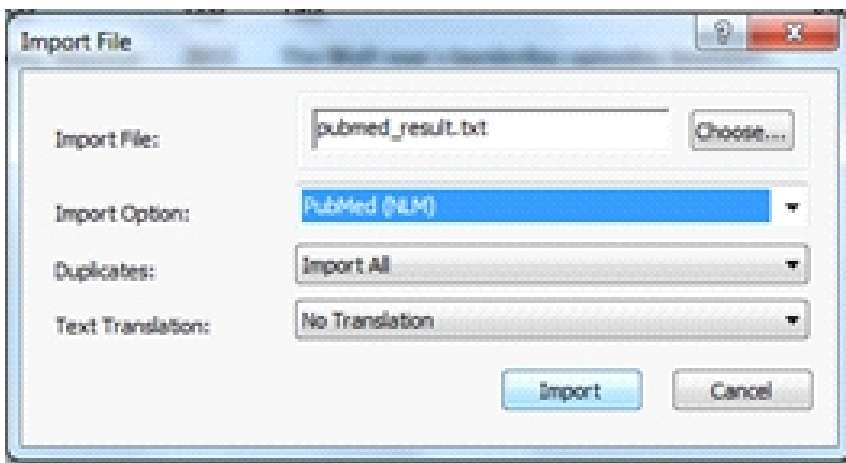 Import File
Import File: pubmed_result.txt Choose...
Import Option: PubMed (NLM)
Duplicates: Import All
Text Translation: No Translation
Import Cancel